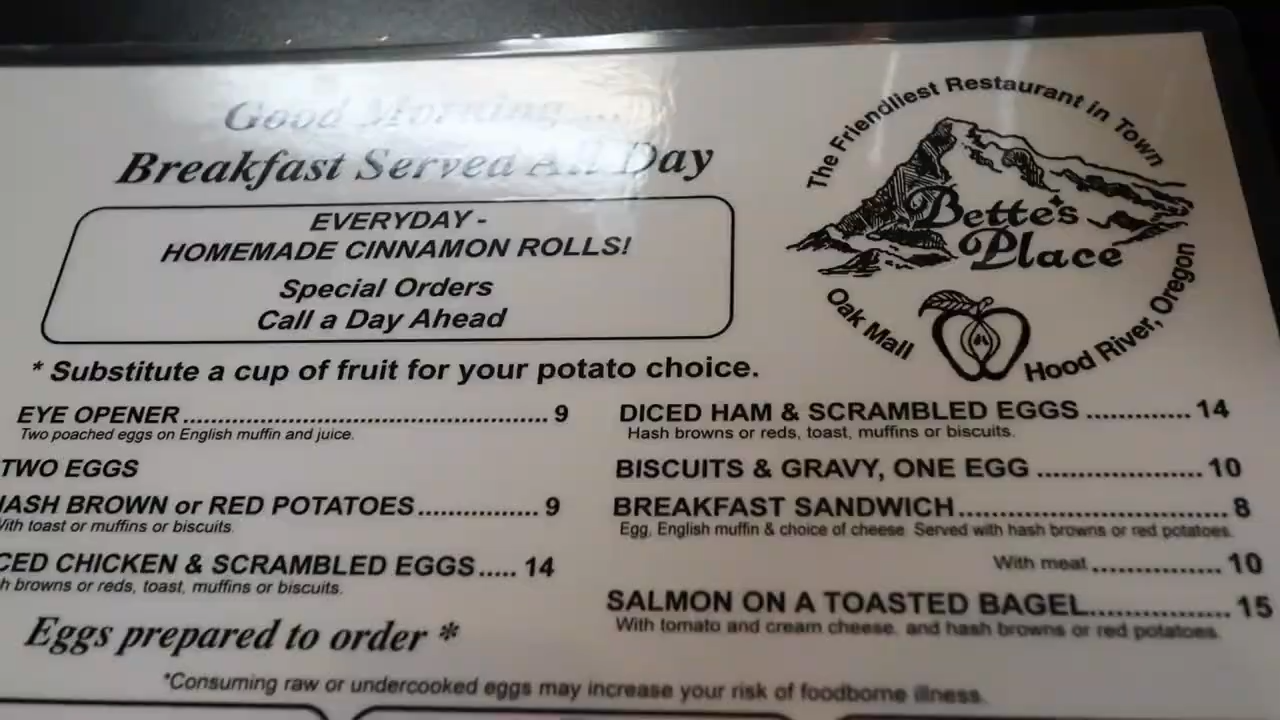 Good Morning....
Breakfast Served All Day
EVERYDAY -
HOMEMADE CINNAMON ROLLS!
Special Orders
Call a Day Ahead
The Friendliest Restaurant in Town
Bette's
Place
Oak Mall
Hood River, Oregon
* Substitute a cup of fruit for your potato choice.
EYE OPENER 9
Two poached eggs on English muffin and juice.
TWO EGGS
HASH BROWN or RED POTATOES 9
With toast or muffins or biscuits.
CED CHICKEN & SCRAMBLED EGGS 14
h browns or reds, toast, muffins or biscuits.
Eggs prepared to order *
DICED HAM & SCRAMBLED EGGS 14
Hash browns or reds, toast, muffins or biscuits.
BISCUITS & GRAVY, ONE EGG 10
BREAKFAST SANDWICH 8
Egg, English muffin & choice of cheese. Served with hash browns or red potatoes.
With meat 10
SALMON ON A TOASTED BAGEL 15
With tomato and cream cheese, and hash browns or red potatoes.
*Consuming raw or undercooked eggs may increase your risk of foodborne illness.